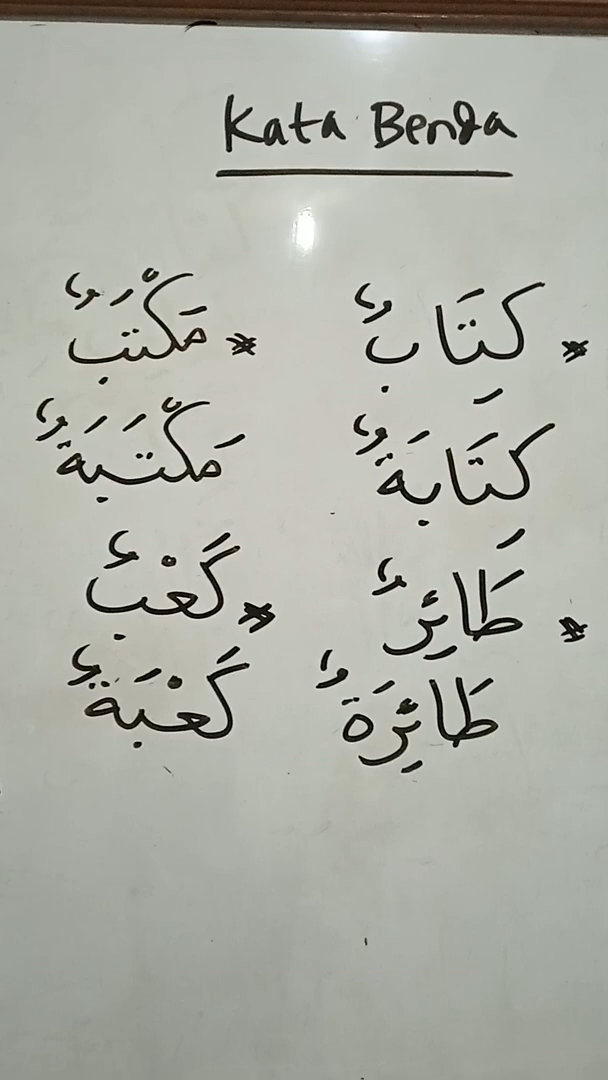 Kata Benda
* كِتَابٌ * مَكْتَبٌ
كِتَابَةٌ مَكْتَبَةٌ
* طَائِرٌ * كَعْبٌ
طَائِرَةٌ كَعْبَةٌ